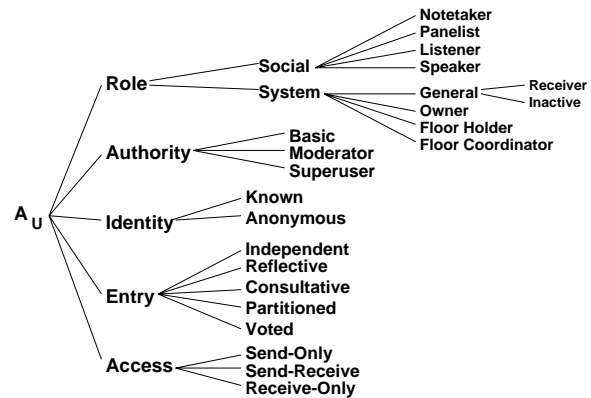 A U
Role
Social
Notetaker
Panelist
Listener
Speaker
System
General
Receiver
Inactive
Owner
Floor Holder
Floor Coordinator
Authority
Basic
Moderator
Superuser
Identity
Known
Anonymous
Entry
Independent
Reflective
Consultative
Partitioned
Voted
Access
Send-Only
Send-Receive
Receive-Only